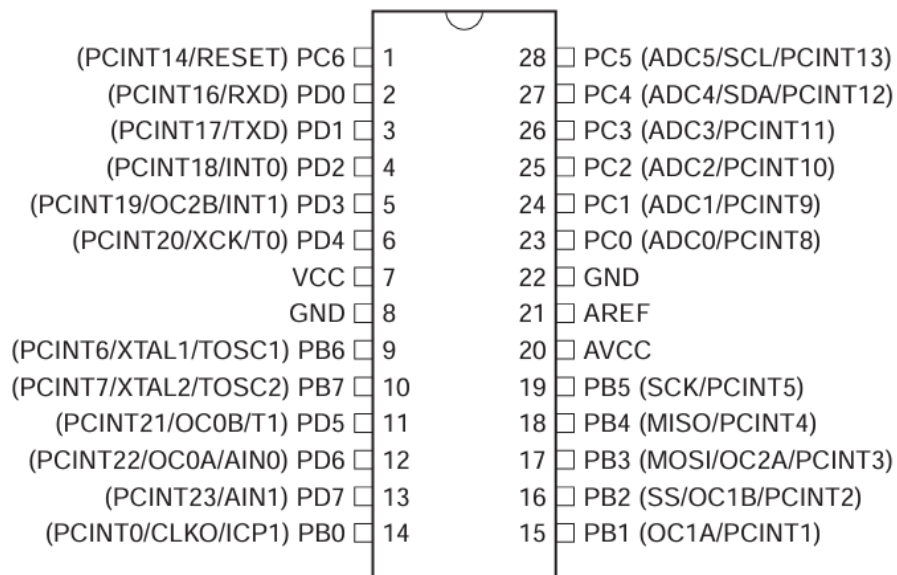 (PCINT14/RESET) PC6 1 28 PC5 (ADC5/SCL/PCINT13)
(PCINT16/RXD) PD0 2 27 PC4 (ADC4/SDA/PCINT12)
(PCINT17/TXD) PD1 3 26 PC3 (ADC3/PCINT11)
(PCINT18/INT0) PD2 4 25 PC2 (ADC2/PCINT10)
(PCINT19/OC2B/INT1) PD3 5 24 PC1 (ADC1/PCINT9)
(PCINT20/XCK/T0) PD4 6 23 PC0 (ADC0/PCINT8)
VCC 7 22 GND
GND 8 21 AREF
(PCINT6/XTAL1/TOSC1) PB6 9 20 AVCC
(PCINT7/XTAL2/TOSC2) PB7 10 19 PB5 (SCK/PCINT5)
(PCINT21/OC0B/T1) PD5 11 18 PB4 (MISO/PCINT4)
(PCINT22/OC0A/AIN0) PD6 12 17 PB3 (MOSI/OC2A/PCINT3)
(PCINT23/AIN1) PD7 13 16 PB2 (SS/OC1B/PCINT2)
(PCINT0/CLKO/ICP1) PB0 14 15 PB1 (OC1A/PCINT1)